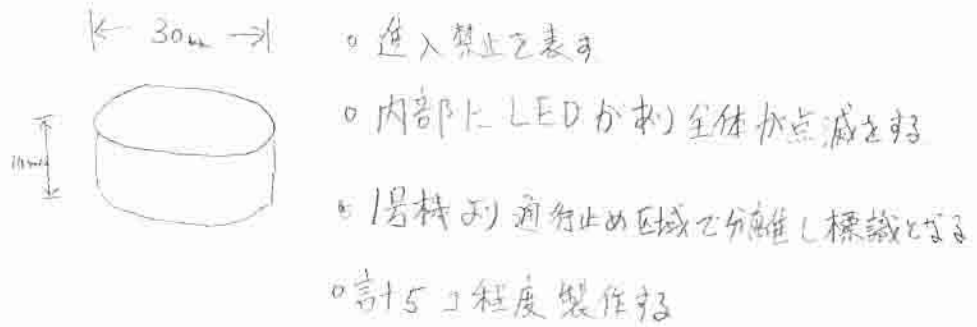 30mm
進入禁止を表す
内部にLEDがあり全体が点滅をする
1号機より通行止め区域で分離し標識となる
計5コ程度製作する